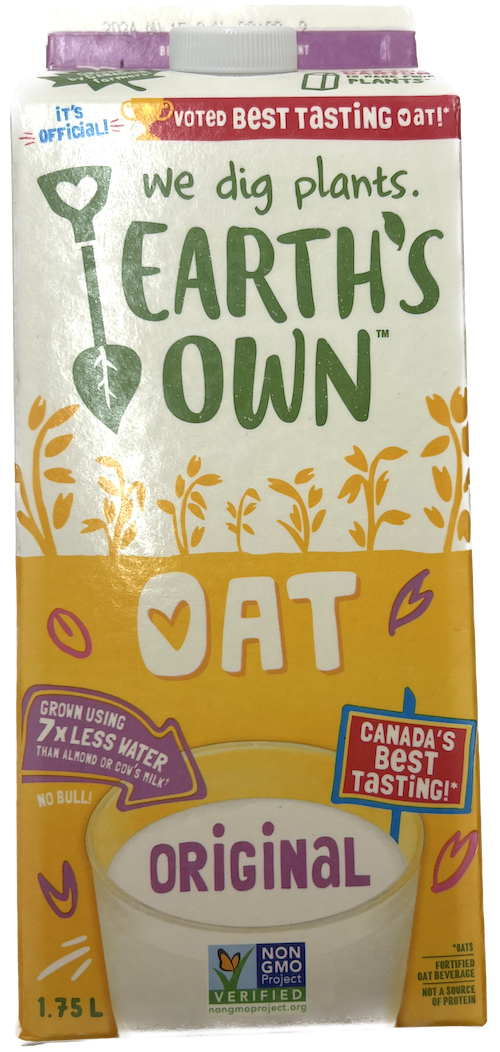 it's
official!
voted best tasting oat!*
PLANTS
we dig plants.
EARTH'S
OWN™
OAT
GROWN USING
7x LESS WATER
THAN ALMOND OR COW'S MILK†
NO BULL!
CANADA'S
BEST
TASTING!*
ORIGINAL
NON
GMO
Project
VERIFIED
nongmoproject.org
*OATS
FORTIFIED
OAT BEVERAGE
NOT A SOURCE
OF PROTEIN
1.75 L